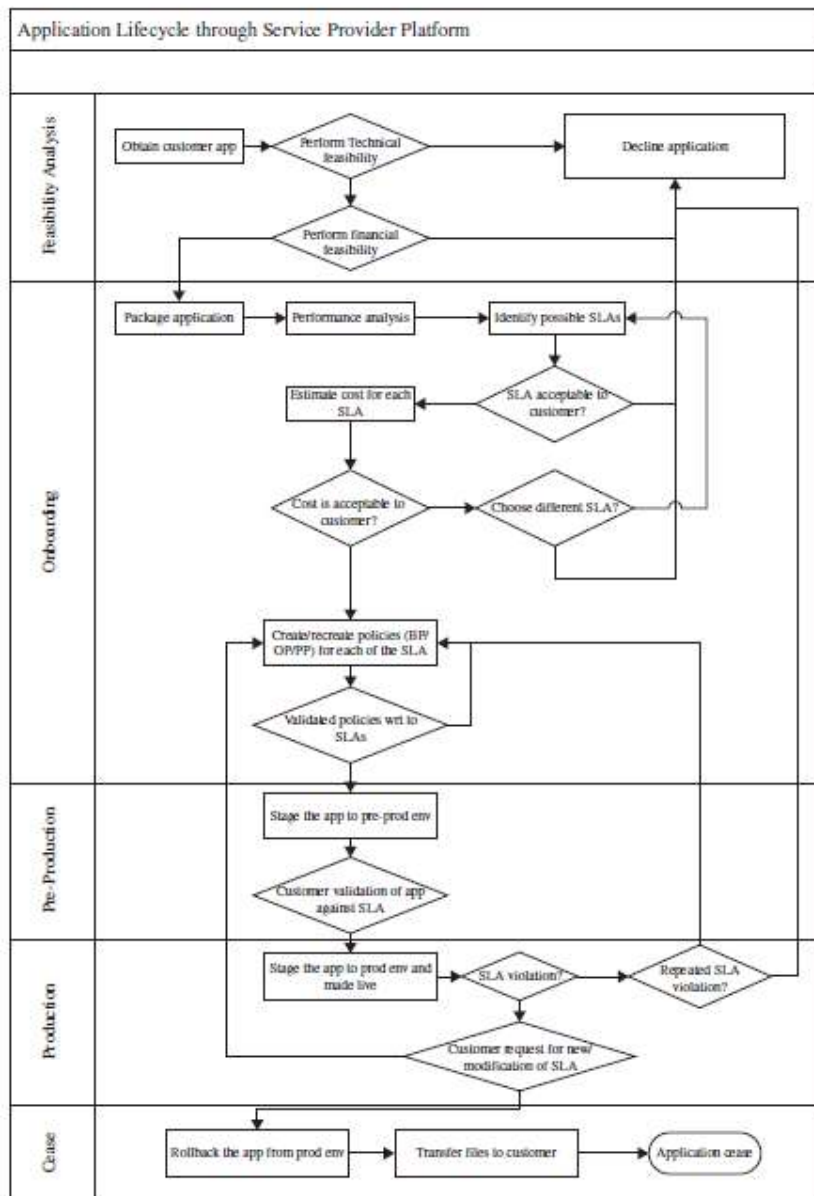 Application Lifecycle through Service Provider Platform
Feasibility Analysis
Obtain customer app
Perform Technical
feasibility
Decline application
Perform financial
feasibility
Onboarding
Package application
Performance analysis
Identify possible SLAs
Estimate cost for each
SLA
SLA acceptable to
customer?
Cost is acceptable to
customer?
Choose different SLA?
Create/recreate policies (BP/
OP/PP) for each of the SLA
Validated policies wrt to
SLAs
Pre-Production
Stage the app to pre-prod env
Customer validation of app
against SLA
Production
Stage the app to prod env and
made live
SLA violation?
Repeated SLA
violation?
Customer request for new/
modification of SLA
Cease
Rollback the app from prod env
Transfer files to customer
Application cease